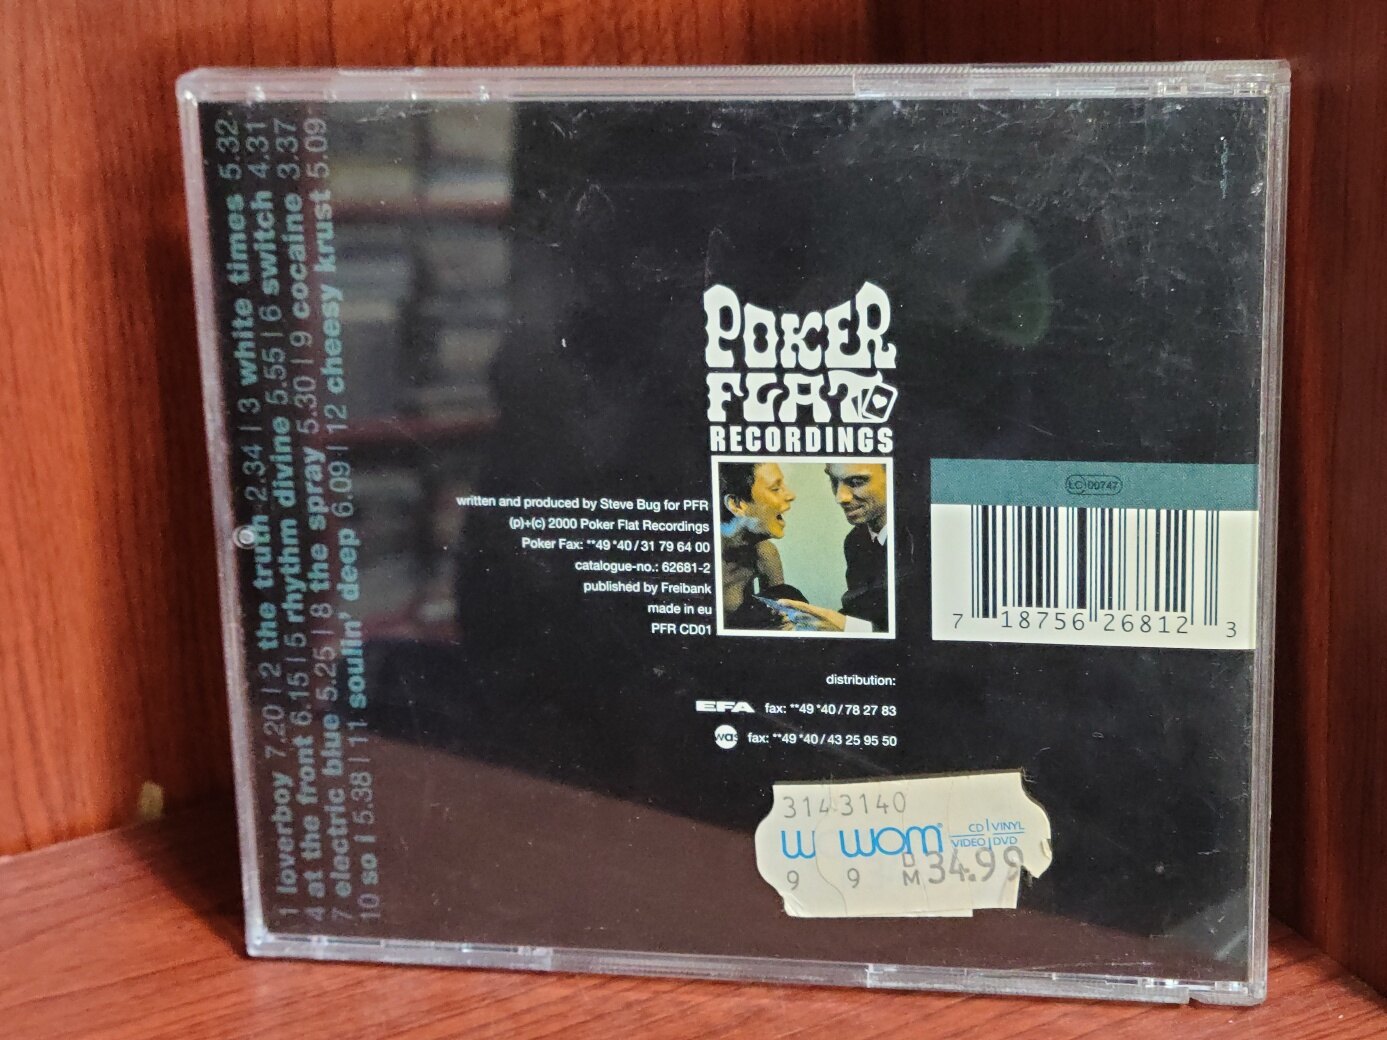 1 loverboy 7.20 | 2 the truth 2.34 | 3 white times 5.32
4 at the front 6.15 | 5 rhythm divine 5.55 | 6 switch 4.31
7 electric blue 5.25 | 8 the spray 5.30 | 9 cocaine 3.37
10 so I 5.38 | 11 soulin' deep 6.09 | 12 cheesy krust 5.09
POKER
FLAT
RECORDINGS
written and produced by Steve Bug for PFR
(p)+(c) 2000 Poker Flat Recordings
Poker Fax: **49*40/31 79 64 00
catalogue-no.: 62681-2
published by Freibank
made in eu
PFR CD01
LC 00747
7 18756 26812 3
distribution:
EFA fax: **49*40/78 27 83
was fax: **49*40/43 25 95 50
3143140
w wom CD|VINYL
VIDEO|DVD
9 9 DM 34.99